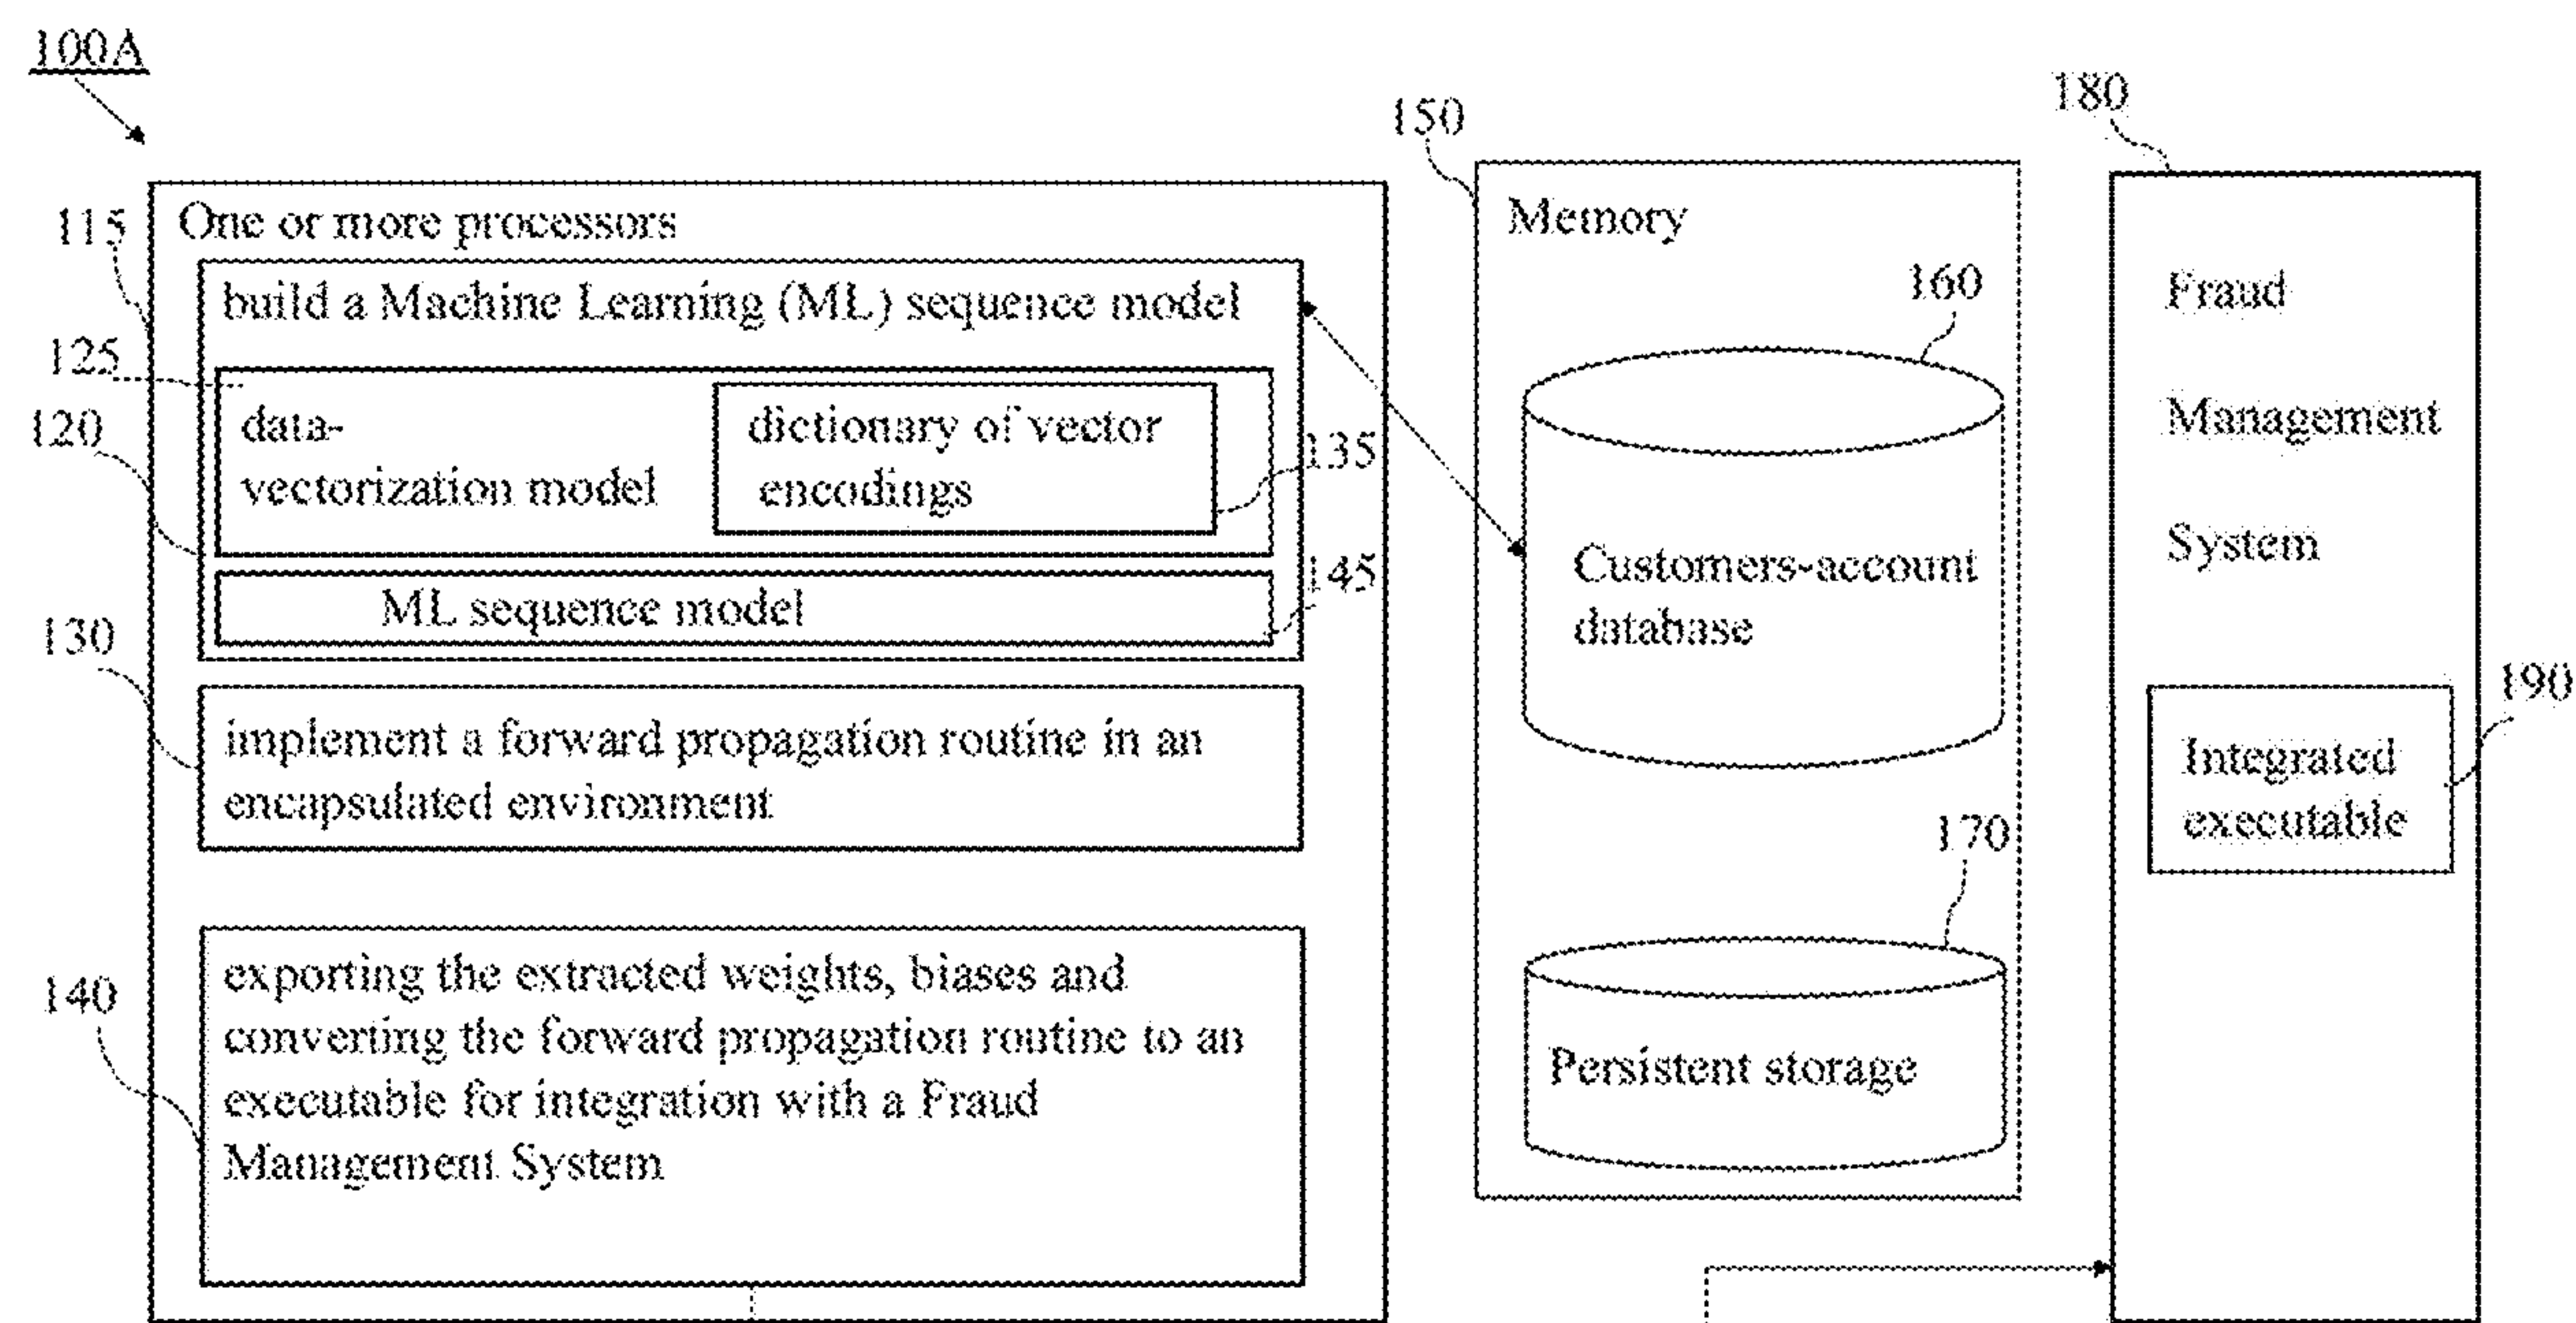 100A
115
One or more processors
build a Machine Learning (ML) sequence model
125
data-
vectorization model
dictionary of vector
encodings
135
120
ML sequence model
145
130
implement a forward propagation routine in an
encapsulated environment
140
exporting the extracted weights, biases and
converting the forward propagation routine to an
executable for integration with a Fraud
Management System
150
Memory
160
Customers-account
database
170
Persistent storage
180
Fraud
Management
System
190
Integrated
executable